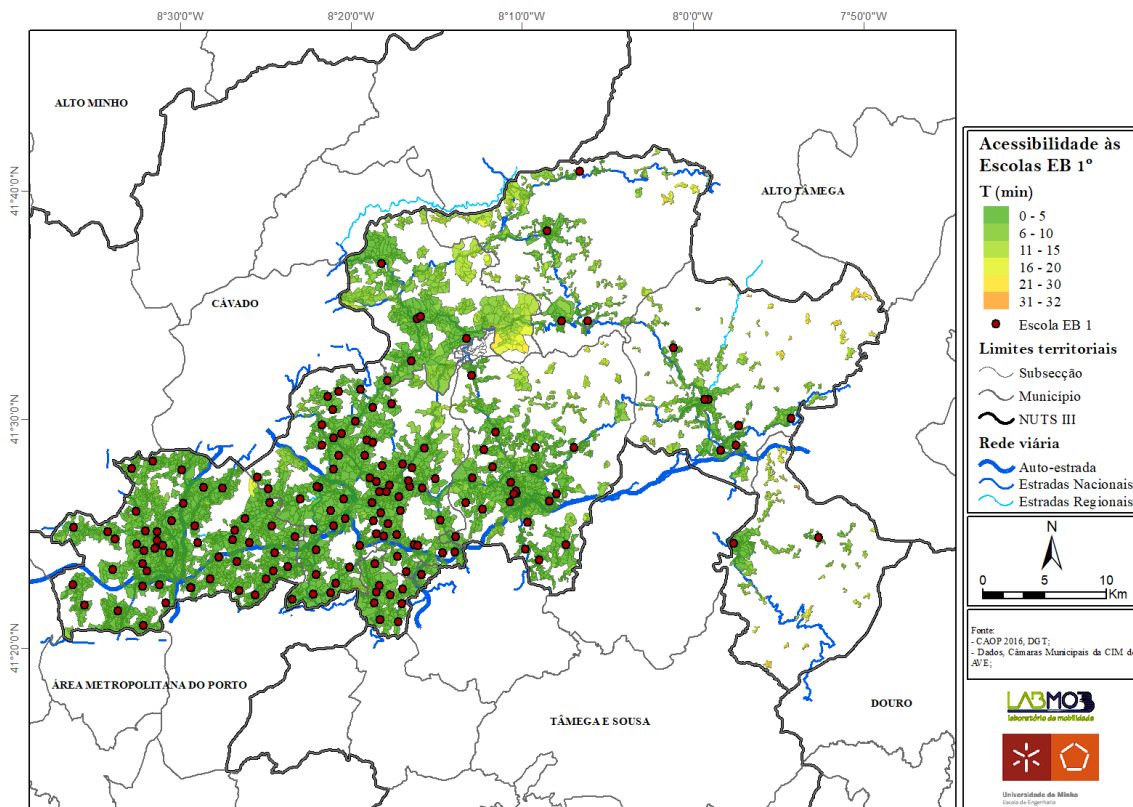 8°30'0"W 8°20'0"W 8°10'0"W 8°0'0"W 7°50'0"W
41°40'0"N
41°30'0"N
41°20'0"N
ALTO MINHO
ALTO TÂMEGA
CÁVADO
ÁREA METROPOLITANA DO PORTO
TÂMEGA E SOUSA
DOURO
Acessibilidade às
Escolas EB 1º
T (min)
0 - 5
6 - 10
11 - 15
16 - 20
21 - 30
31 - 32
Escola EB 1
Limites territoriais
Subsecção
Município
NUTS III
Rede viária
Auto-estrada
Estradas Nacionais
Estradas Regionais
N
0 5 10
Km
Fonte:
- CAOP 2016, DGT;
- Dados, Câmaras Municipais da CIM do
AVE;
LABMOB
laboratório da mobilidade
Universidade do Minho
Escola de Engenharia